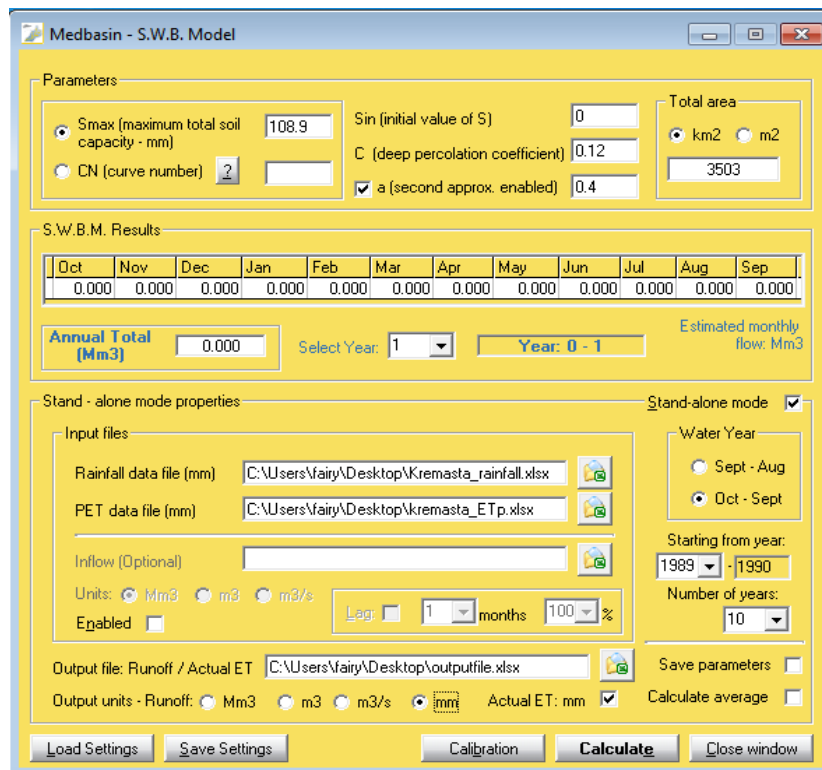 Medbasin - S.W.B. Model
Parameters
Smax (maximum total soil capacity - mm)
108.9
CN (curve number)
?
Sin (initial value of S)
0
C (deep percolation coefficient)
0.12
a (second approx. enabled)
0.4
Total area
km2
m2
3503
S.W.B.M. Results
Oct Nov Dec Jan Feb Mar Apr May Jun Jul Aug Sep
0.000 0.000 0.000 0.000 0.000 0.000 0.000 0.000 0.000 0.000 0.000 0.000
Annual Total (Mm3)
0.000
Select Year:
1
Year: 0 - 1
Estimated monthly flow: Mm3
Stand - alone mode properties
Stand-alone mode
Input files
Rainfall data file (mm)
C:\Users\fairy\Desktop\Kremasta_rainfall.xlsx
PET data file (mm)
C:\Users\fairy\Desktop\kremasta_ETp.xlsx
Inflow (Optional)
Units:
Mm3
m3
m3/s
Enabled
Lag:
1
months
100
%
Water Year
Sept - Aug
Oct - Sept
Starting from year:
1989 - 1990
Number of years:
10
Output file: Runoff / Actual ET
C:\Users\fairy\Desktop\outputfile.xlsx
Output units - Runoff:
Mm3
m3
m3/s
mm
Actual ET: mm
Save parameters
Calculate average
Load Settings
Save Settings
Calibration
Calculate
Close window